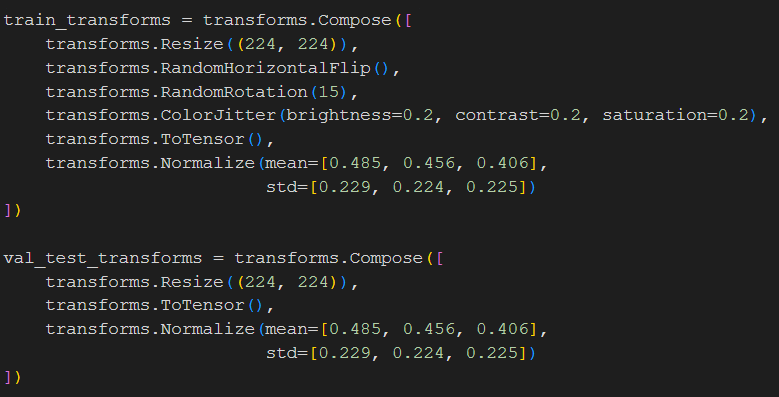 train_transforms = transforms.Compose([
    transforms.Resize((224, 224)),
    transforms.RandomHorizontalFlip(),
    transforms.RandomRotation(15),
    transforms.ColorJitter(brightness=0.2, contrast=0.2, saturation=0.2),
    transforms.ToTensor(),
    transforms.Normalize(mean=[0.485, 0.456, 0.406],
                         std=[0.229, 0.224, 0.225])
])

val_test_transforms = transforms.Compose([
    transforms.Resize((224, 224)),
    transforms.ToTensor(),
    transforms.Normalize(mean=[0.485, 0.456, 0.406],
                         std=[0.229, 0.224, 0.225])
])